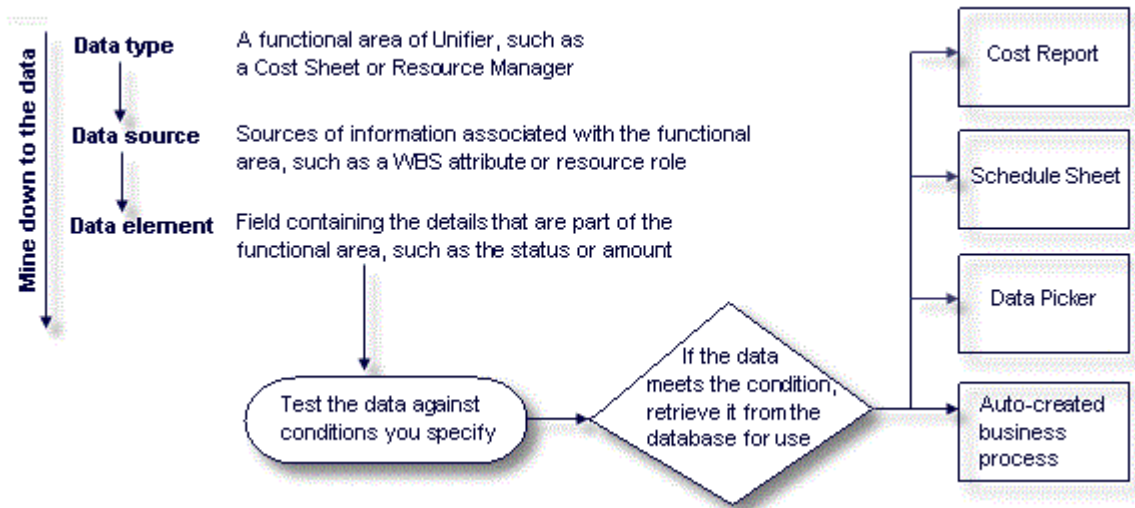 Mine down to the data
Data type
A functional area of Unifier, such as
a Cost Sheet or Resource Manager
Data source
Sources of information associated with the functional
area, such as a WBS attribute or resource role
Data element
Field containing the details that are part of the
functional area, such as the status or amount
Test the data against
conditions you specify
If the data
meets the condition,
retrieve it from the
database for use
Cost Report
Schedule Sheet
Data Picker
Auto-created
business
process